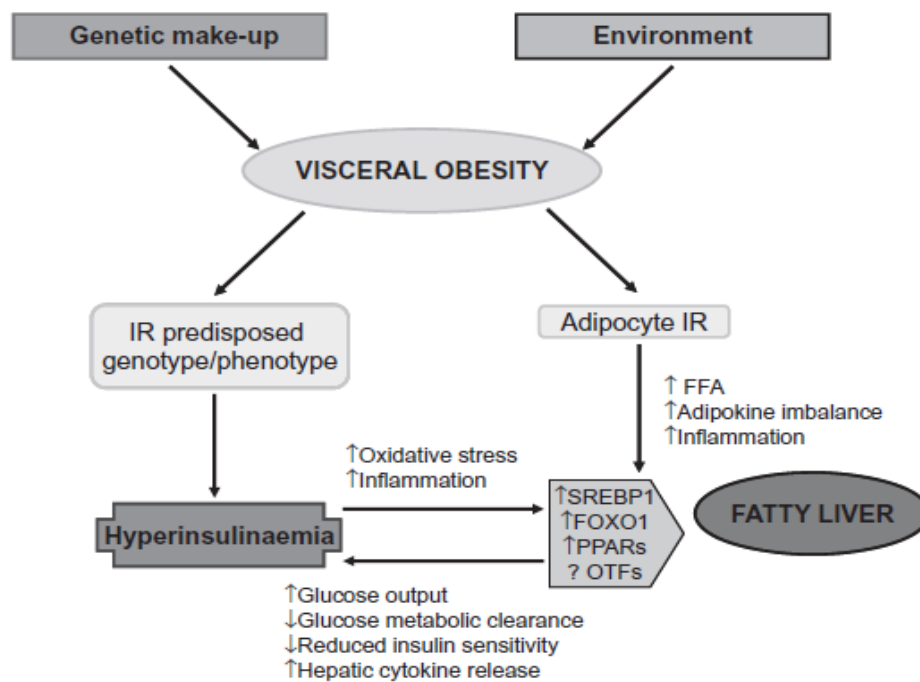 Genetic make-up
Environment
VISCERAL OBESITY
IR predisposed
genotype/phenotype
Adipocyte IR
↑ FFA
↑Adipokine imbalance
↑Inflammation
↑Oxidative stress
↑Inflammation
Hyperinsulinaemia
↑SREBP1
↑FOXO1
↑PPARs
? OTFs
FATTY LIVER
↑Glucose output
↓Glucose metabolic clearance
↓Reduced insulin sensitivity
↑Hepatic cytokine release